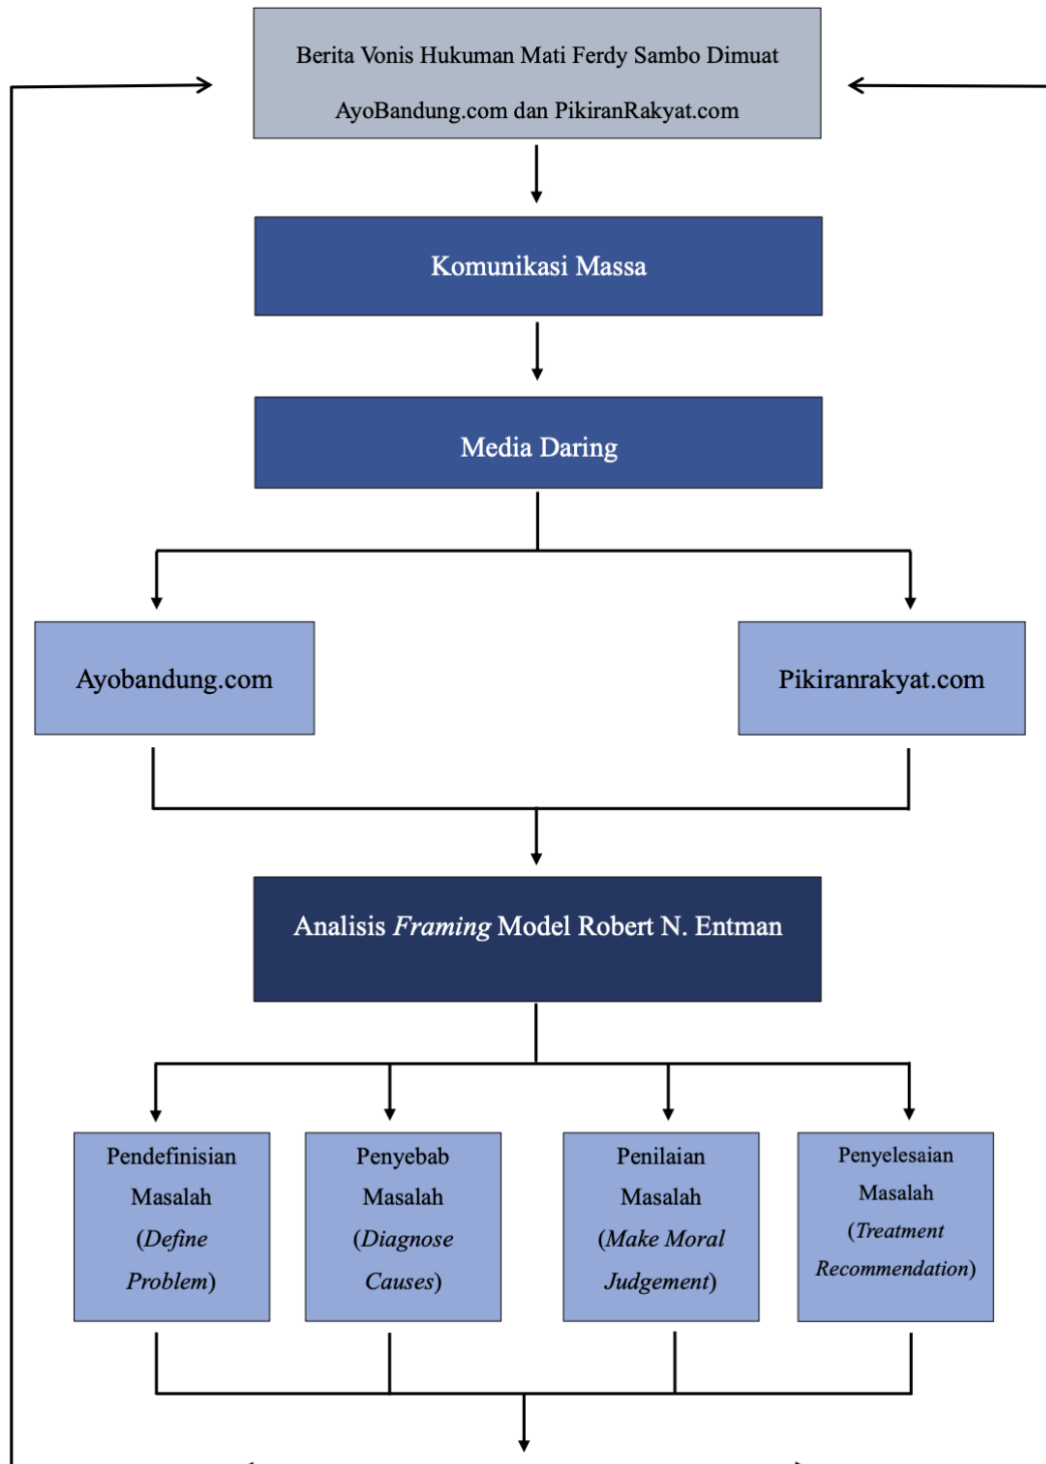 Berita Vonis Hukuman Mati Ferdy Sambo Dimuat
AyoBandung.com dan PikiranRakyat.com
Komunikasi Massa
Media Daring
Ayobandung.com
Pikiranrakyat.com
Analisis Framing Model Robert N. Entman
Pendefinisian
Masalah
(Define
Problem)
Penyebab
Masalah
(Diagnose
Causes)
Penilaian
Masalah
(Make Moral
Judgement)
Penyelesaian
Masalah
(Treatment
Recommendation)